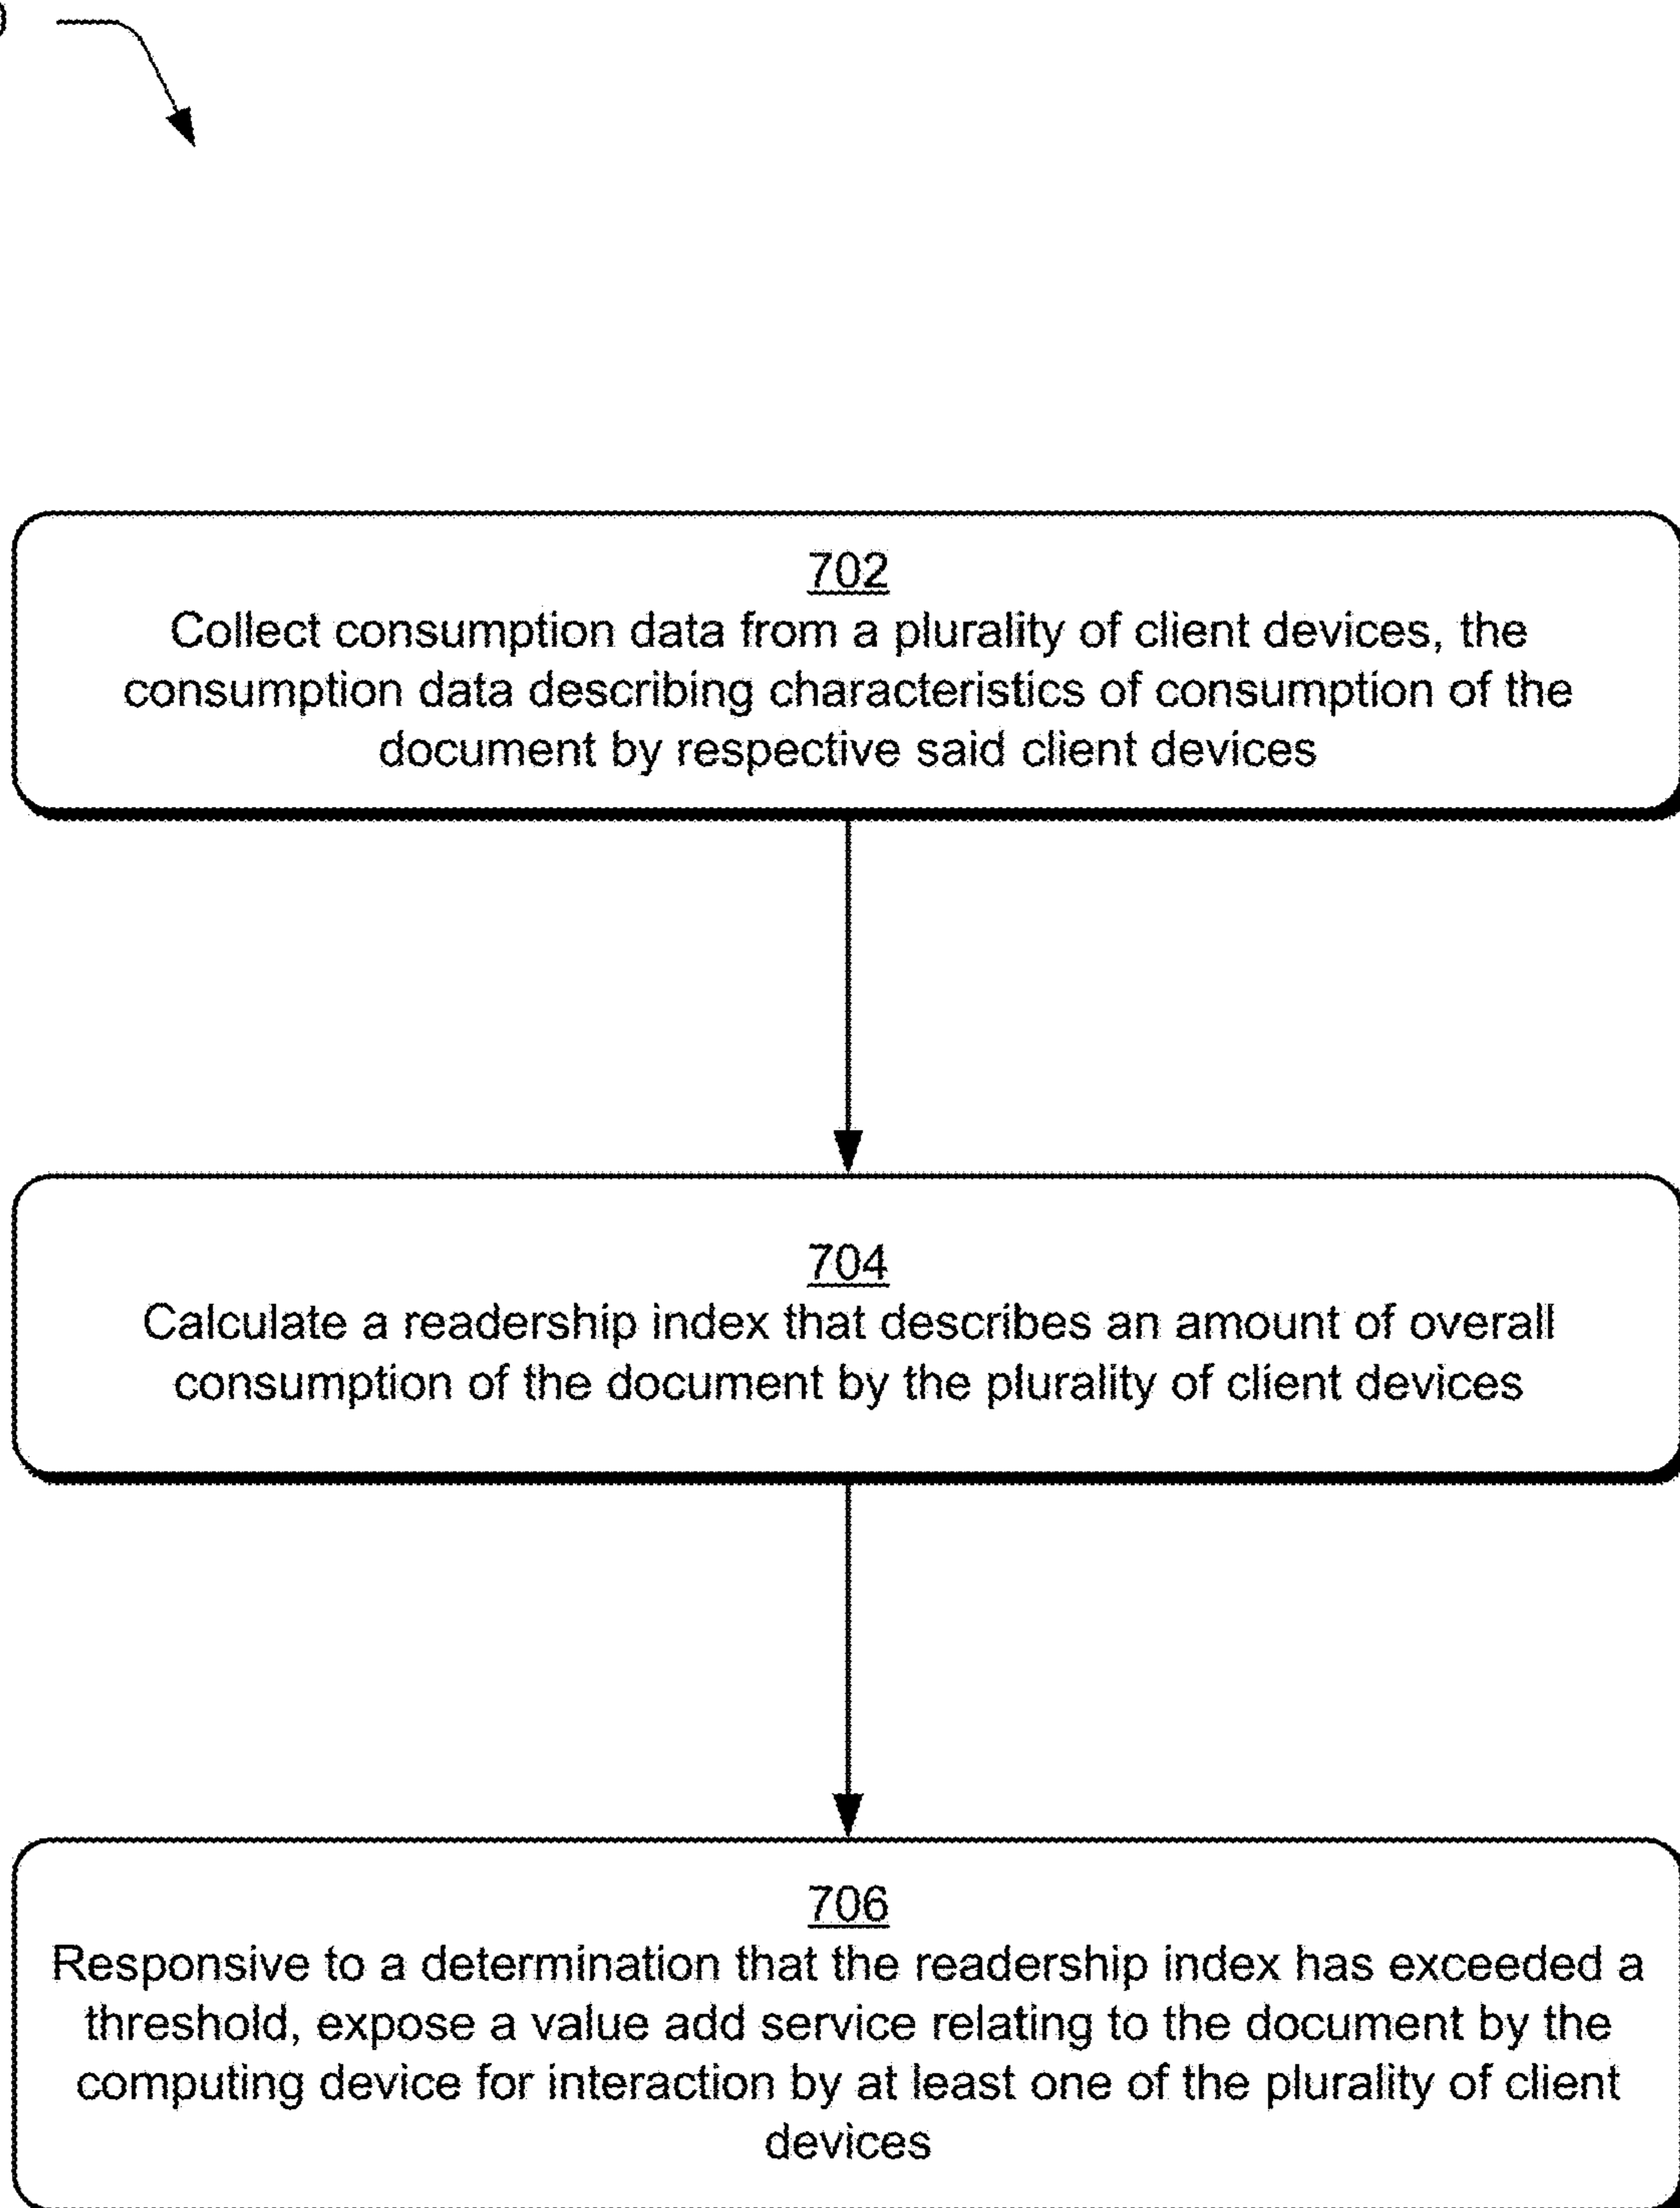 702
Collect consumption data from a plurality of client devices, the
consumption data describing characteristics of consumption of the
document by respective said client devices
704
Calculate a readership index that describes an amount of overall
consumption of the document by the plurality of client devices
706
Responsive to a determination that the readership index has exceeded a
threshold, expose a value add service relating to the document by the
computing device for interaction by at least one of the plurality of client
devices